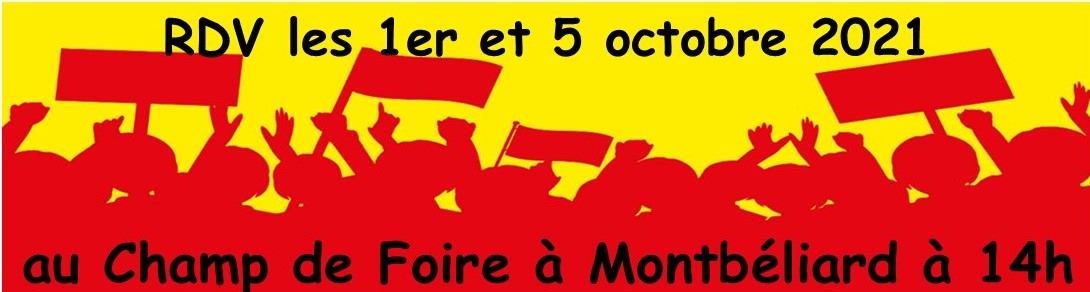 RDV les 1er et 5 octobre 2021
au Champ de Foire à Montbéliard à 14h